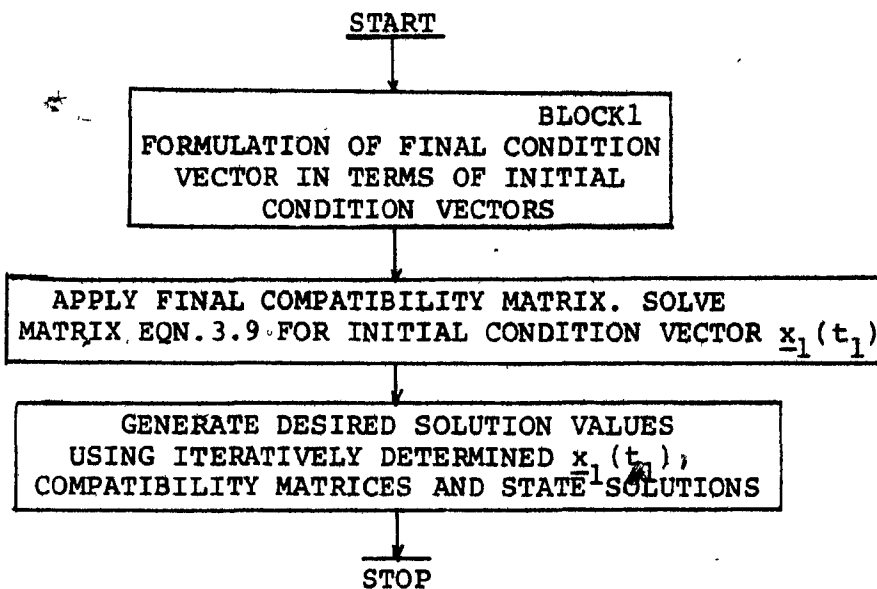 START
BLOCK1
FORMULATION OF FINAL CONDITION
VECTOR IN TERMS OF INITIAL
CONDITION VECTORS
APPLY FINAL COMPATIBILITY MATRIX. SOLVE
MATRIX EQN.3.9 FOR INITIAL CONDITION VECTOR x₁(t₁)
GENERATE DESIRED SOLUTION VALUES
USING ITERATIVELY DETERMINED x₁(t₁),
COMPATIBILITY MATRICES AND STATE SOLUTIONS
STOP